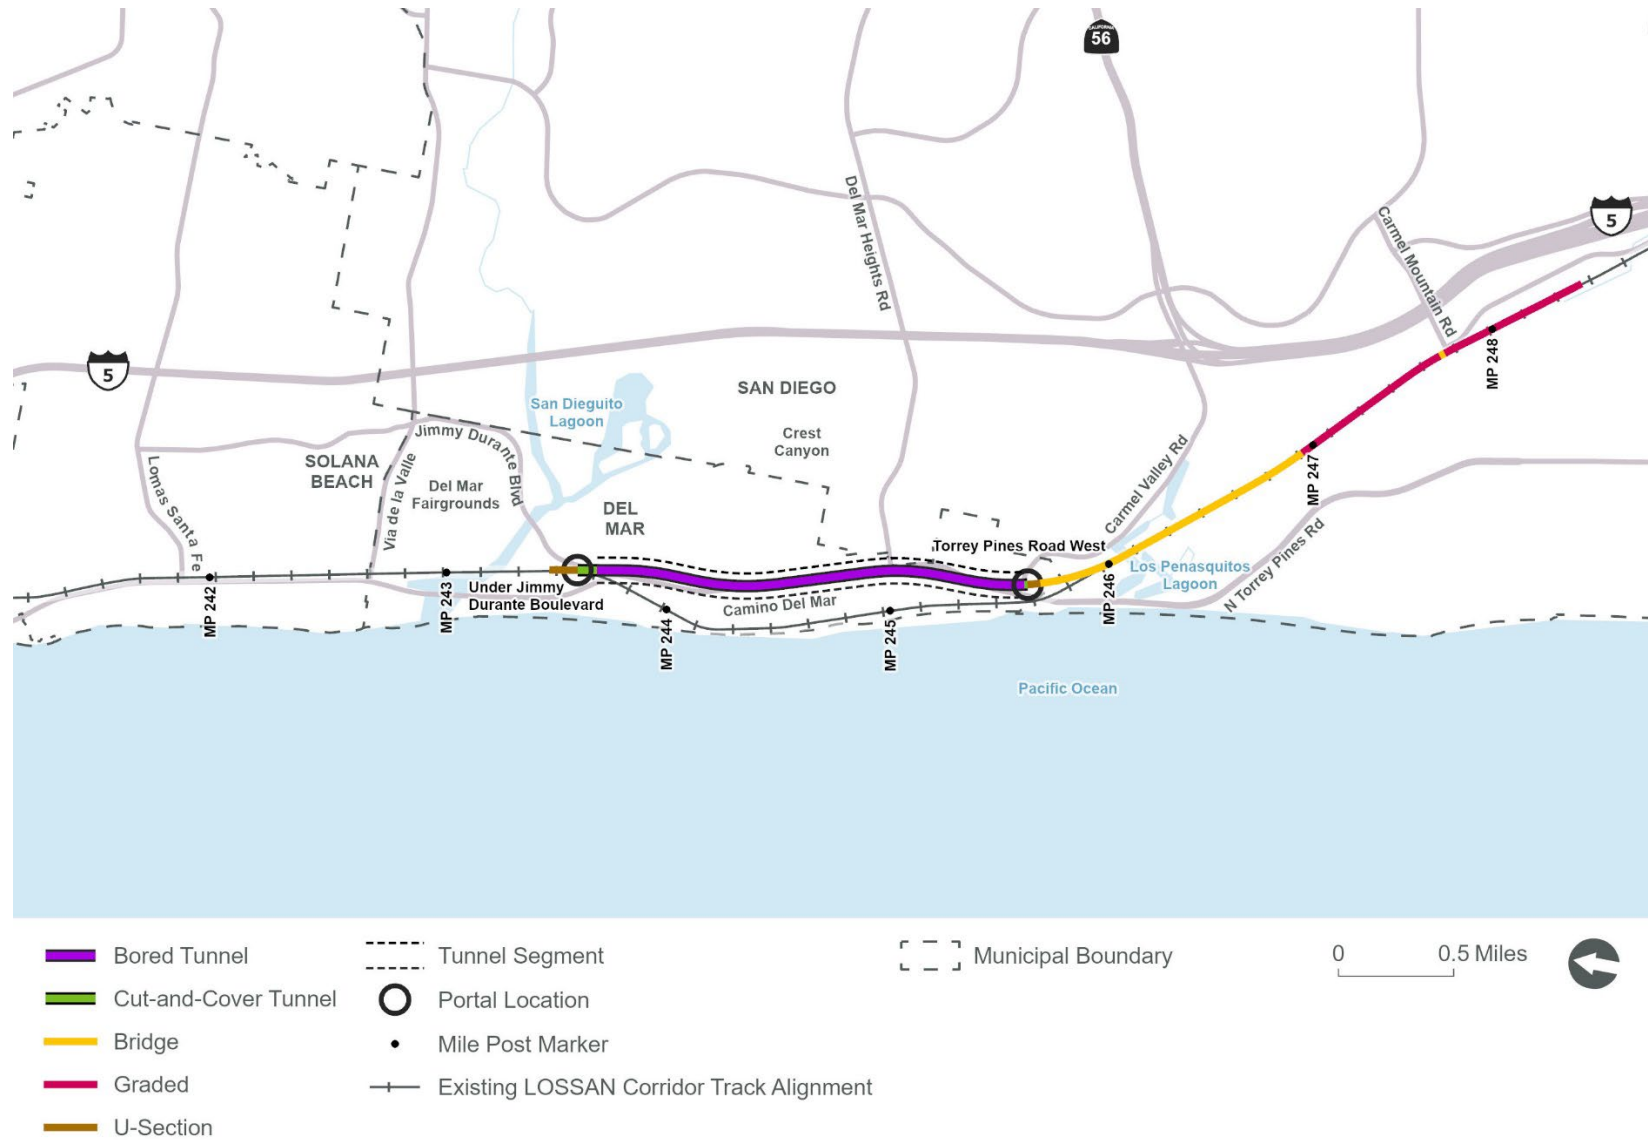 CALIFORNIA
56
5
5
Del Mar Heights Rd
Carmel Mountain Rd
MP 248
SAN DIEGO
San Dieguito
Lagoon
Crest
Canyon
Jimmy Durante Blvd
SOLANA
BEACH
Via de la Valle
Lomas Santa Fe
Del Mar
Fairgrounds
DEL
MAR
Carmel Valley Rd
MP 247
Torrey Pines Road West
Los Penasquitos
Lagoon
N Torrey Pines Rd
Under Jimmy
Durante Boulevard
Camino Del Mar
MP 242
MP 243
MP 244
MP 245
MP 246
Pacific Ocean
Bored Tunnel
Cut-and-Cover Tunnel
Bridge
Graded
U-Section
Tunnel Segment
Portal Location
Mile Post Marker
Existing LOSSAN Corridor Track Alignment
Municipal Boundary
0
0.5 Miles